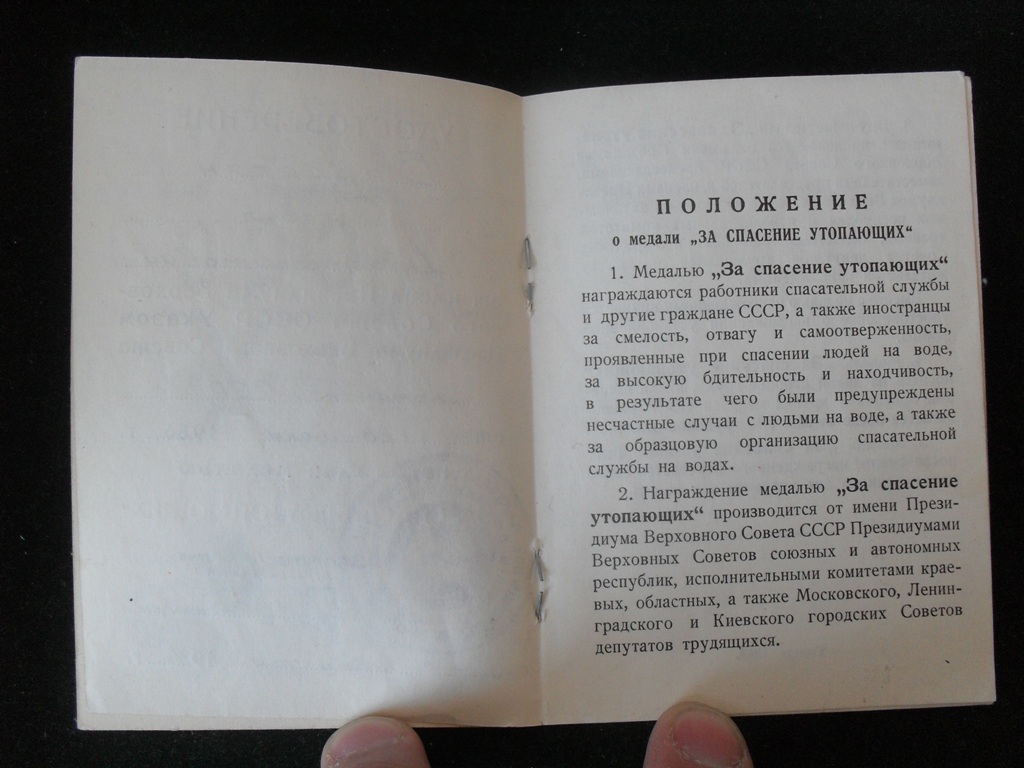 ПОЛОЖЕНИЕ
о медали „ЗА СПАСЕНИЕ УТОПАЮЩИХ“
1. Медалью „За спасение утопающих“
награждаются работники спасательной службы
и другие граждане СССР, а также иностранцы
за смелость, отвагу и самоотверженность,
проявленные при спасении людей на воде,
за высокую бдительность и находчивость,
в результате чего были предупреждены
несчастные случаи с людьми на воде, а также
за образцовую организацию спасательной
службы на водах.
2. Награждение медалью „За спасение
утопающих“ производится от имени Прези-
диума Верховного Совета СССР Президиумами
Верховных Советов союзных и автономных
республик, исполнительными комитетами крае-
вых, областных, а также Московского, Ленин-
градского и Киевского городских Советов
депутатов трудящихся.